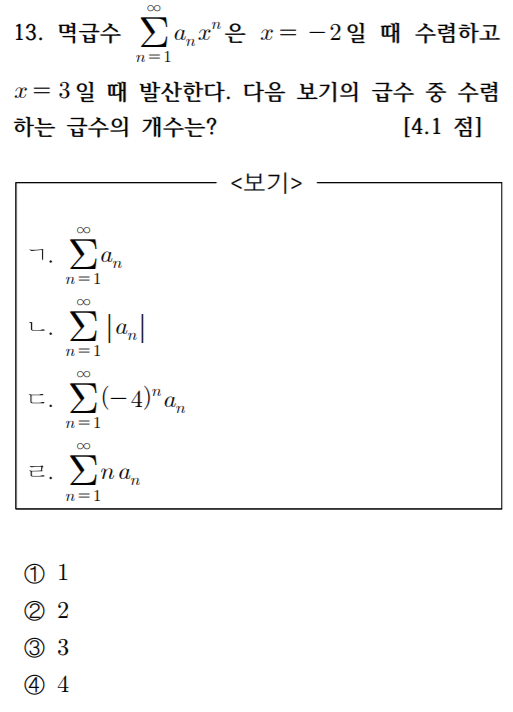 13. 멱급수 $\sum_{n=1}^{\infty} a_n x^n$은 $x = -2$일 때 수렴하고
$x = 3$일 때 발산한다. 다음 보기의 급수 중 수렴
하는 급수의 개수는? [4.1 점]
<보기>
ㄱ. $\sum_{n=1}^{\infty} a_n$
ㄴ. $\sum_{n=1}^{\infty} |a_n|$
ㄷ. $\sum_{n=1}^{\infty} (-4)^n a_n$
ㄹ. $\sum_{n=1}^{\infty} n a_n$
① 1
② 2
③ 3
④ 4